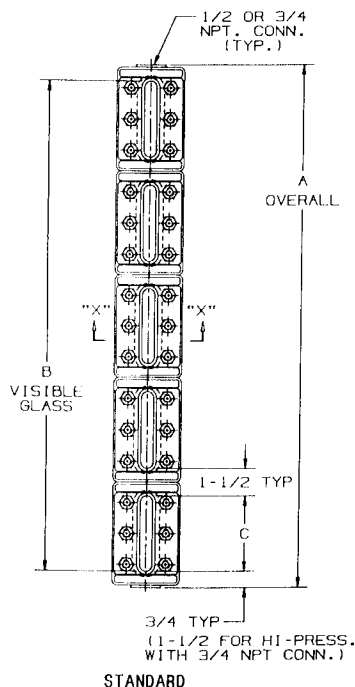 1/2 OR 3/4
NPT. CONN.
(TYP.)
A
OVERALL
"X" "X"
B
VISIBLE
GLASS
1-1/2 TYP
C
3/4 TYP
(1-1/2 FOR HI-PRESS.
WITH 3/4 NPT CONN.)
STANDARD